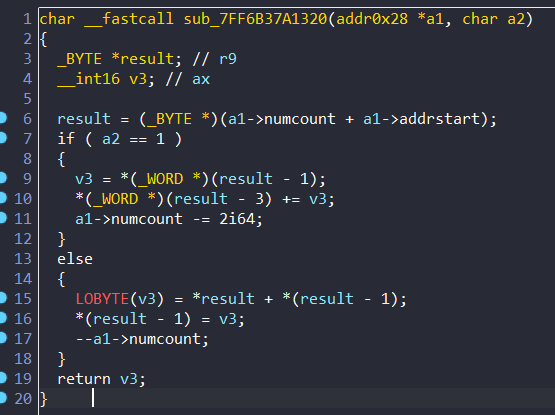 1 char __fastcall sub_7FF6B37A1320(addr0x28 *a1, char a2)
2 {
3 _BYTE *result; // r9
4 __int16 v3; // ax
5
6 result = (_BYTE *)(a1->numcount + a1->addrstart);
7 if ( a2 == 1 )
8 {
9 v3 = *(_WORD *)(result - 1);
10 *(_WORD *)(result - 3) += v3;
11 a1->numcount -= 2i64;
12 }
13 else
14 {
15 LOBYTE(v3) = *result + *(result - 1);
16 *(result - 1) = v3;
17 --a1->numcount;
18 }
19 return v3;
20 }